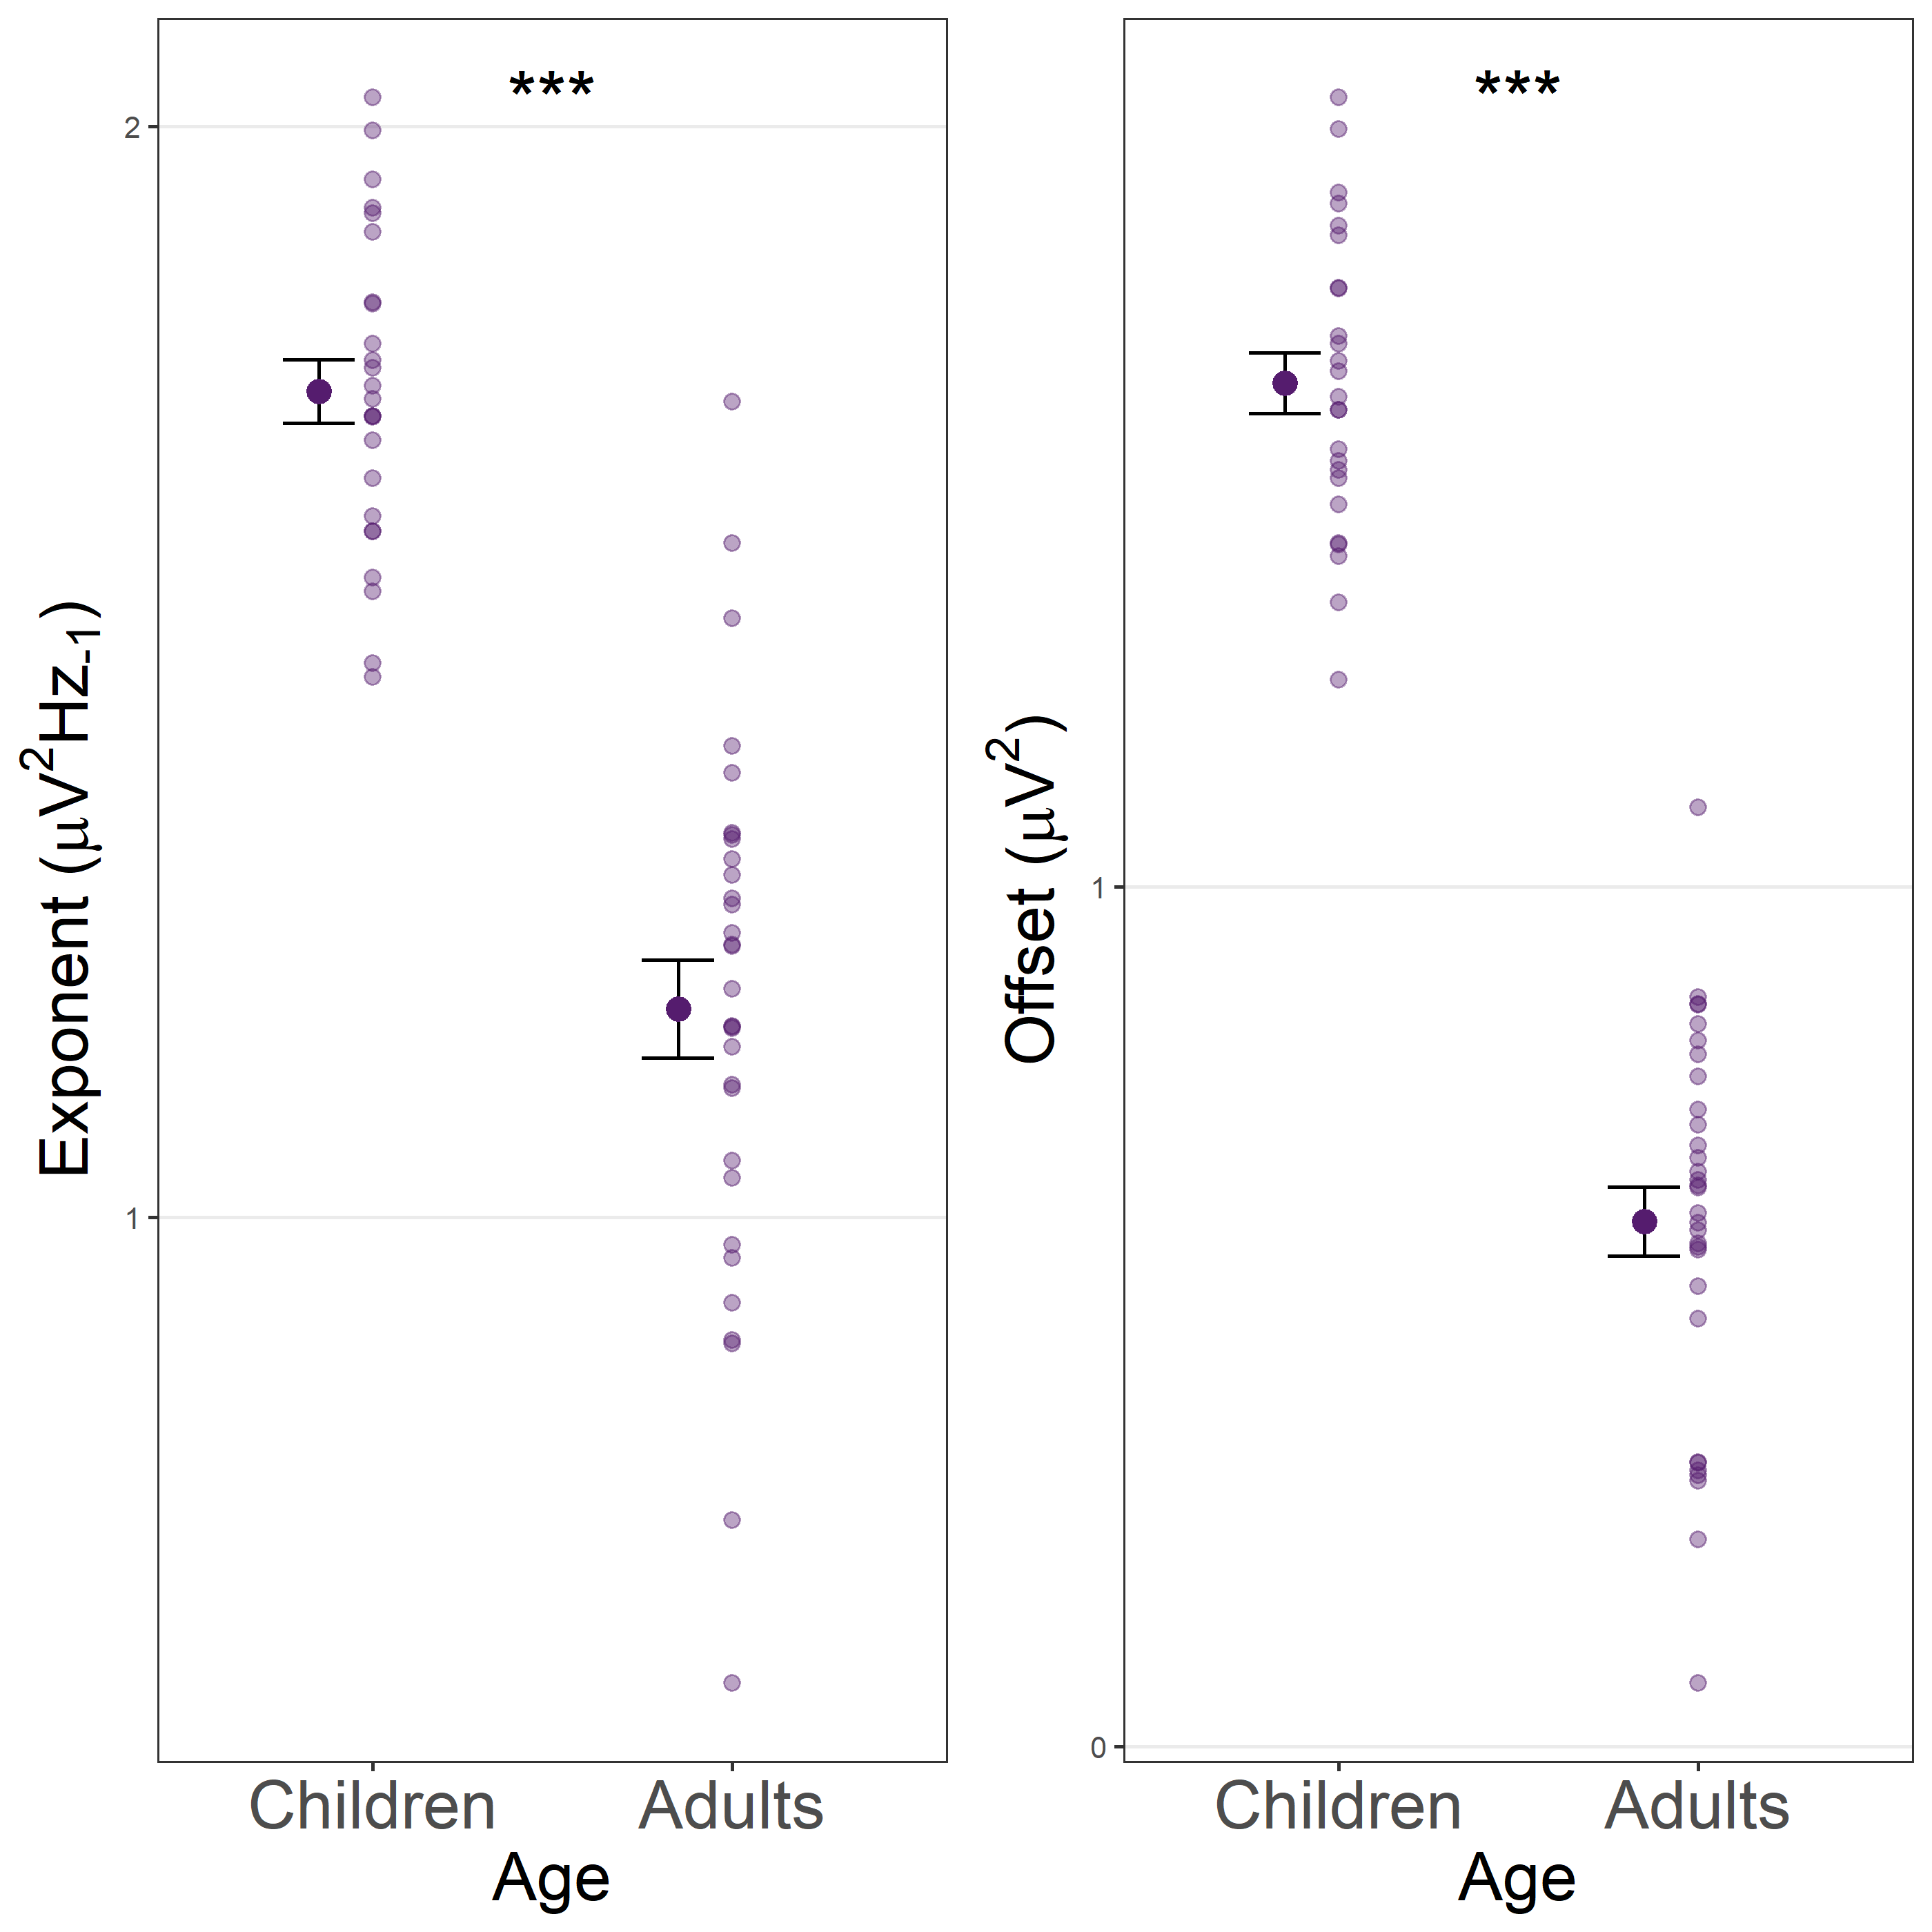 ***
2
1
Exponent (μV²Hz₋₁)
Children Adults
Age
***
1
0
Offset (μV²)
Children Adults
Age